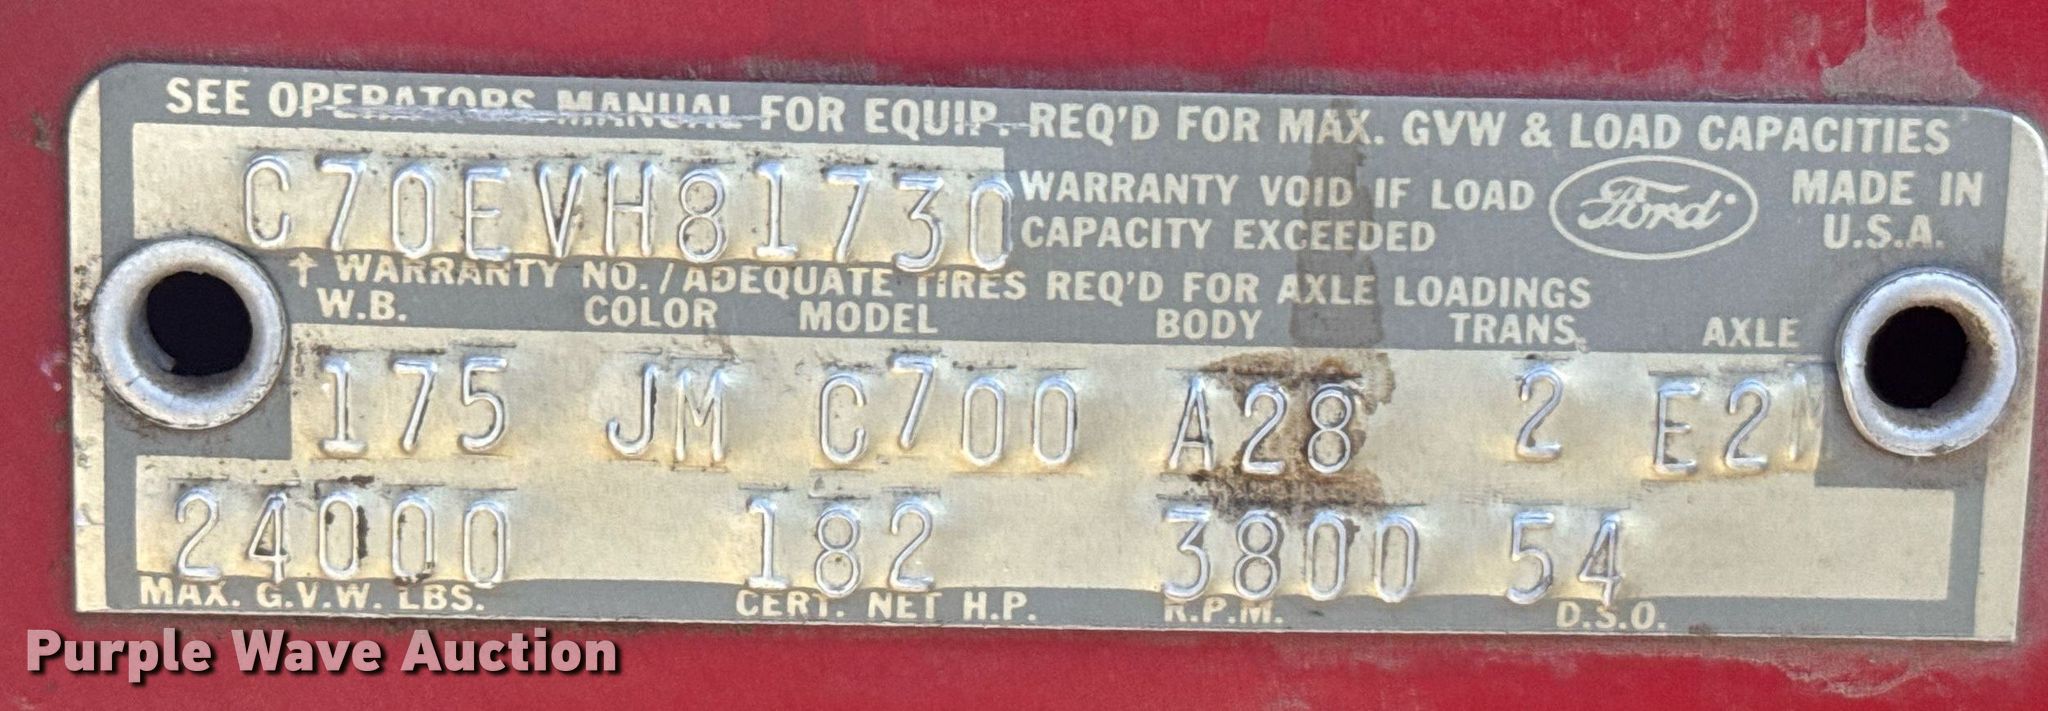 SEE OPERATORS MANUAL FOR EQUIP. REQ'D FOR MAX. GVW & LOAD CAPACITIES
C70EVH81730
WARRANTY VOID IF LOAD
CAPACITY EXCEEDED
Ford
MADE IN
U.S.A.
↑ WARRANTY NO./ADEQUATE TIRES REQ'D FOR AXLE LOADINGS
W.B. COLOR MODEL BODY TRANS. AXLE
175 JM C700 A28 2 E2M
24000 182 3800 54
MAX. G.V.W. LBS. CERT. NET H.P. R.P.M. D.S.O.
Purple Wave Auction